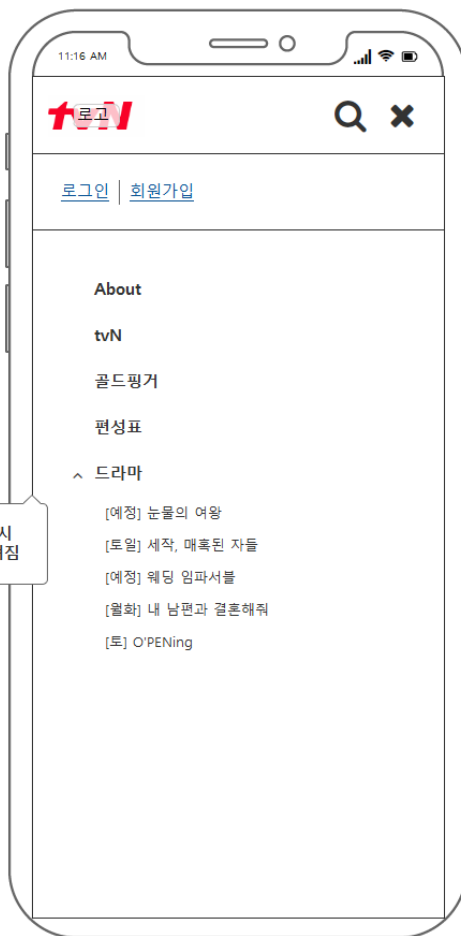 11:16 AM
tvN 로고
로그인 | 회원가입
About
tvN
골드핑거
편성표
드라마
[예정] 눈물의 여왕
[토일] 세작, 매혹된 자들
시
[예정] 웨딩 임파서블
[월화] 내 남편과 결혼해줘
[토] O'PENing